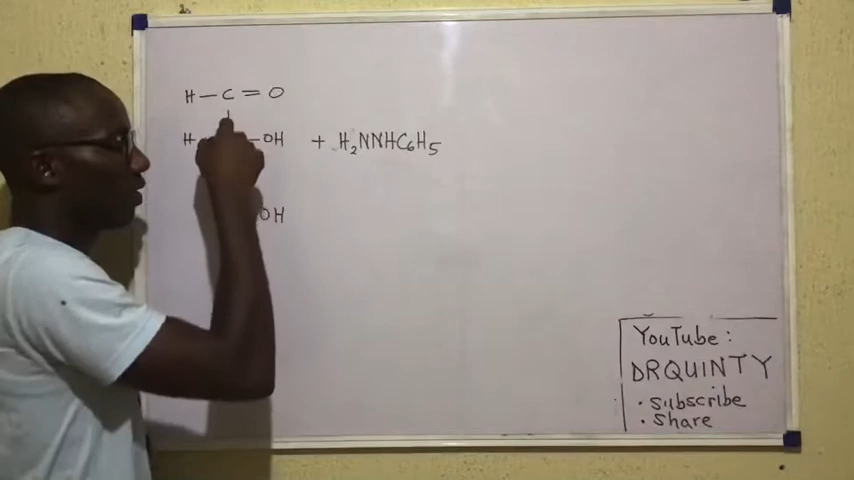 H – C = O
H – OH + H₂NNHC₆H₅
OH
YouTube:
DRQUINTY
• subscribe
• share